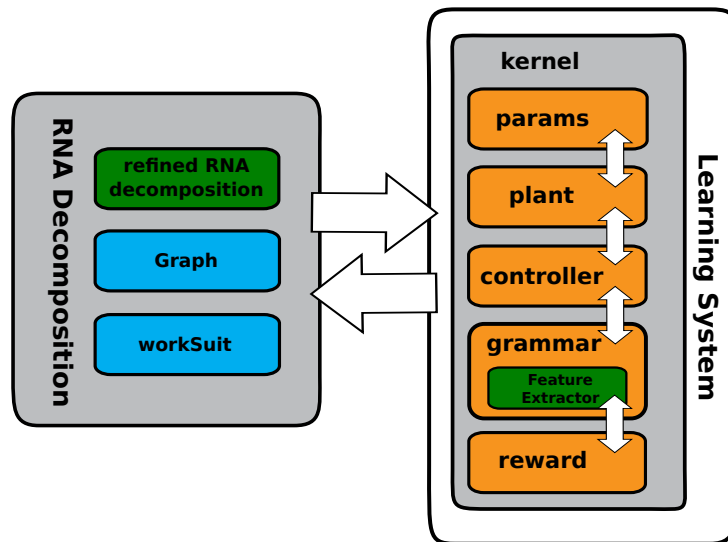 RNA Decomposition
refined RNA
decomposition
Graph
workSuit
kernel
params
plant
controller
grammar
Feature
Extractor
reward
Learning System